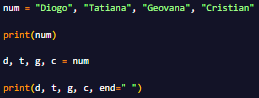 num = "Diogo", "Tatiana", "Geovana", "Cristian"
print(num)
d, t, g, c = num
print(d, t, g, c, end=" ")